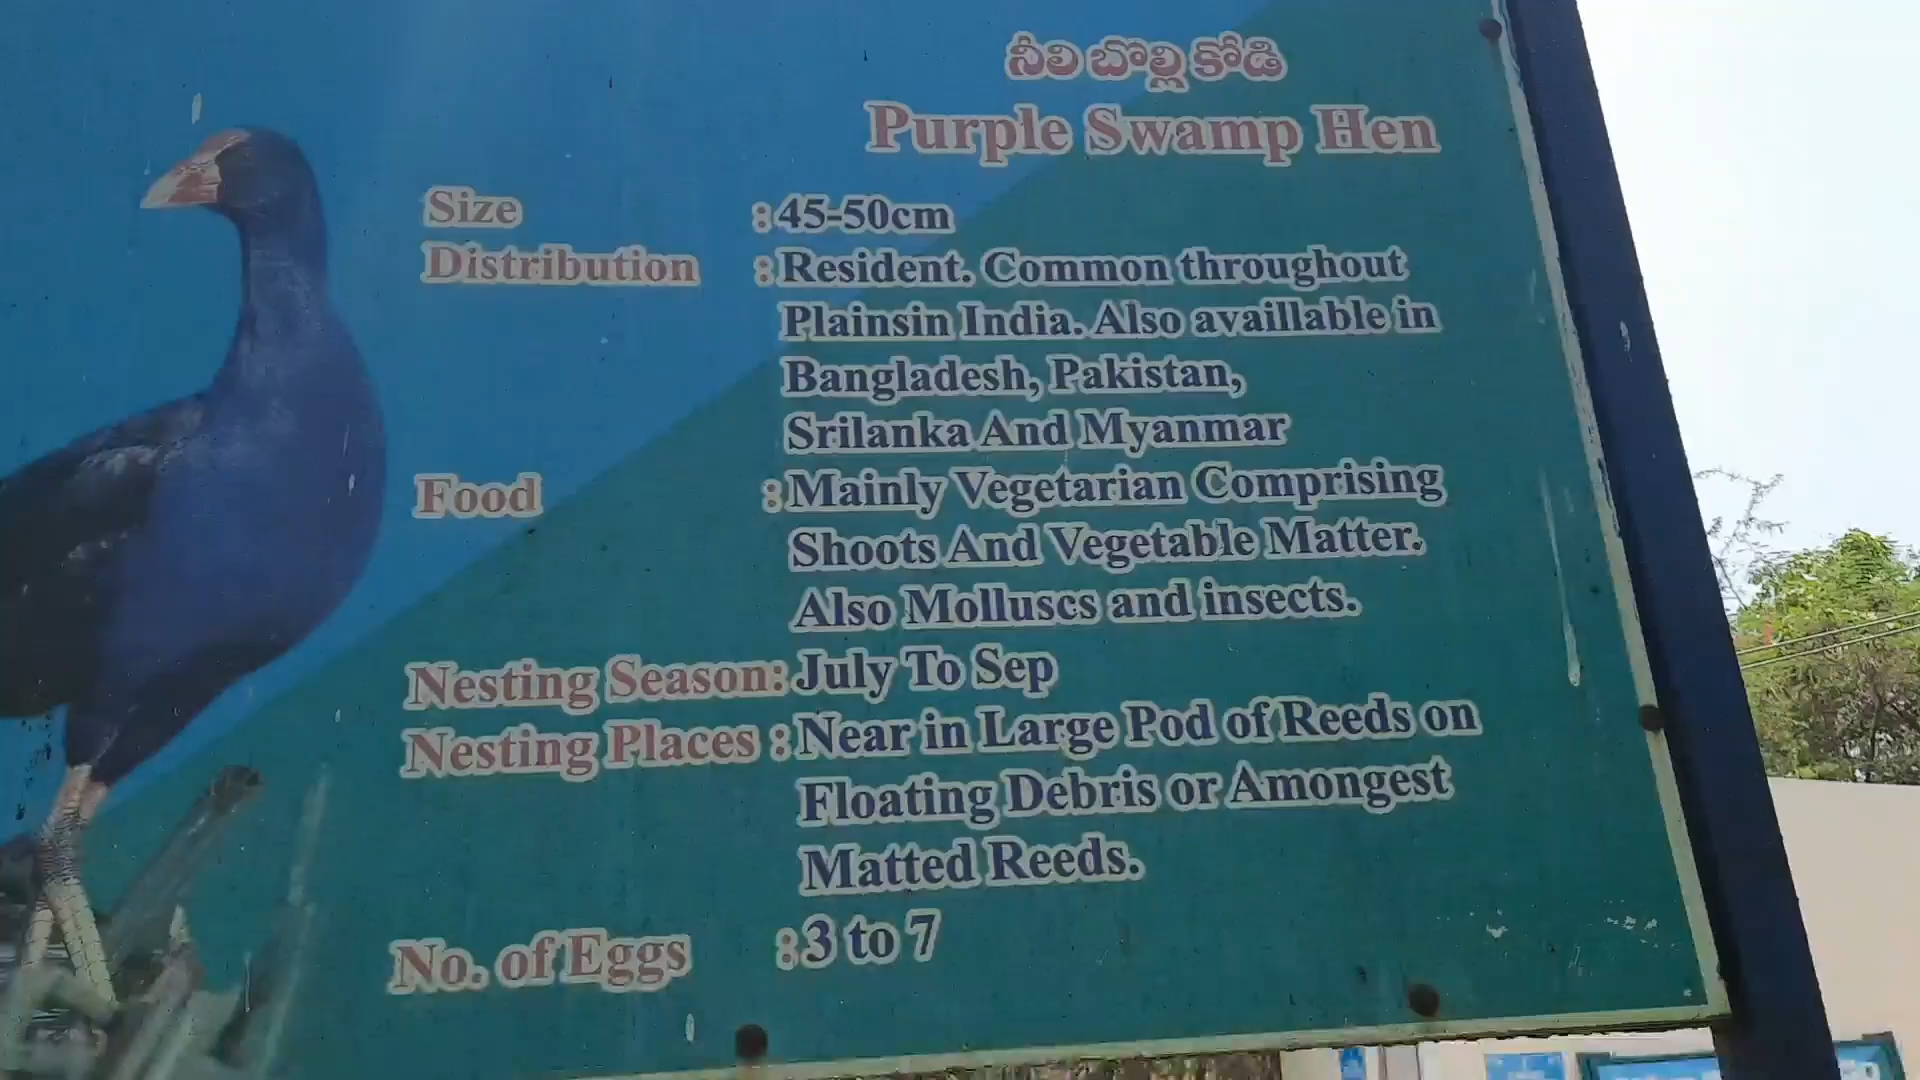 నీలి బొల్లి కోడి
Purple Swamp Hen
Size : 45-50cm
Distribution : Resident. Common throughout
Plainsin India. Also availlable in
Bangladesh, Pakistan,
Srilanka And Myanmar
Food : Mainly Vegetarian Comprising
Shoots And Vegetable Matter.
Also Molluscs and insects.
Nesting Season: July To Sep
Nesting Places : Near in Large Pod of Reeds on
Floating Debris or Amongest
Matted Reeds.
No. of Eggs : 3 to 7